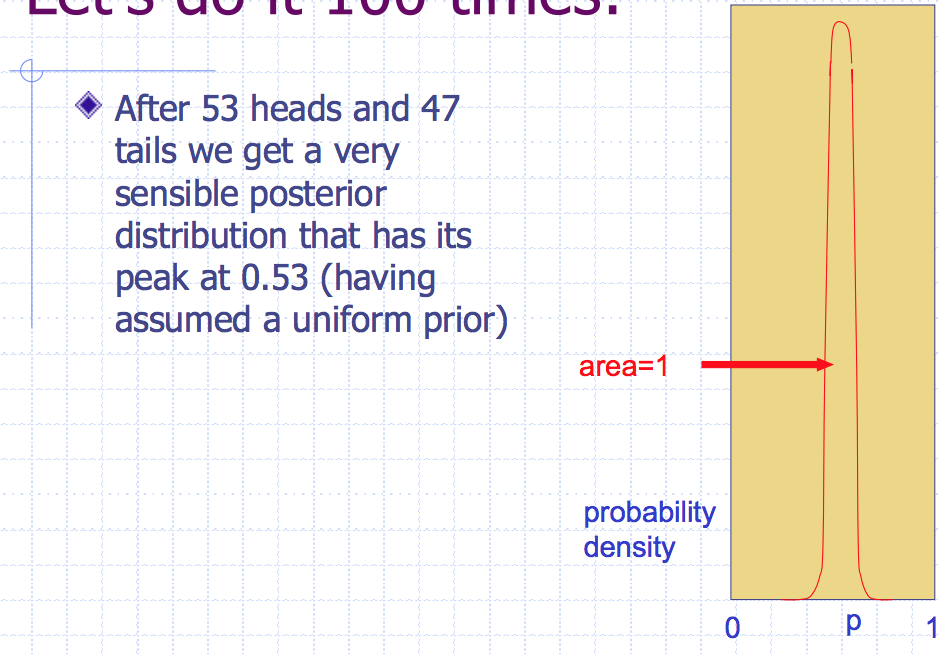 Let's do it 100 times.
After 53 heads and 47
tails we get a very
sensible posterior
distribution that has its
peak at 0.53 (having
assumed a uniform prior)
area=1
probability
density
0
p
1